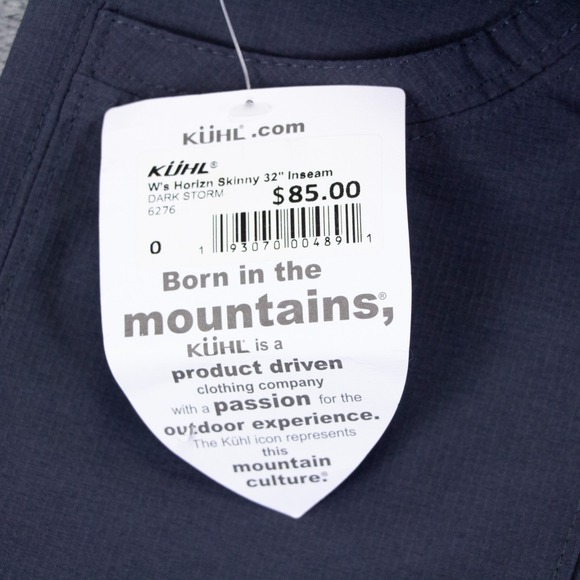 KÜHL®.com
KÜHL®
W's Horizn Skinny 32" Inseam
DARK STORM $85.00
6276
0 1 93070 00489 1
Born in the
mountains®,
KÜHL® is a
product driven
clothing company
with a passion for the
outdoor experience.
The Kühl icon represents
this
mountain
culture.®